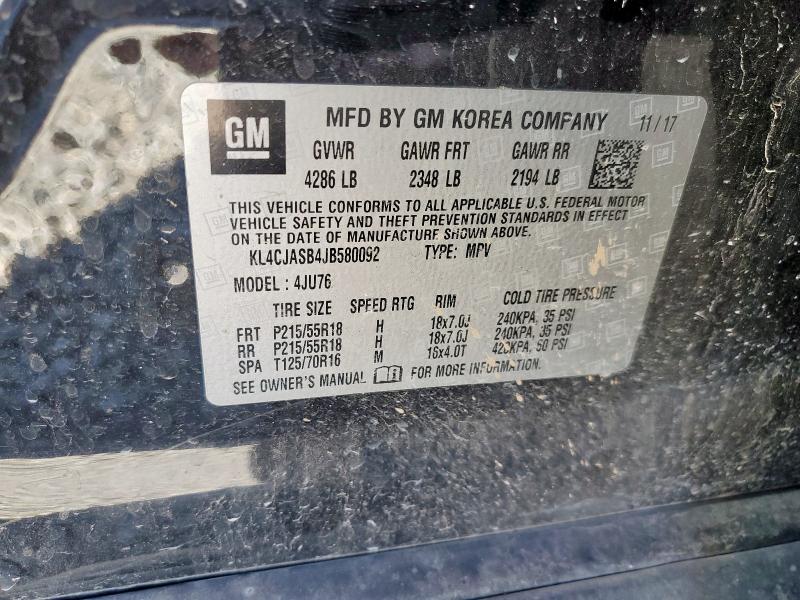 GM
MFD BY GM KOREA COMPANY 11/17
GVWR GAWR FRT GAWR RR
4286 LB 2348 LB 2194 LB
THIS VEHICLE CONFORMS TO ALL APPLICABLE U.S. FEDERAL MOTOR
VEHICLE SAFETY AND THEFT PREVENTION STANDARDS IN EFFECT
ON THE DATE OF MANUFACTURE SHOWN ABOVE.
KL4CJASB4JB580092 TYPE: MPV
MODEL : 4JU76
TIRE SIZE SPEED RTG RIM COLD TIRE PRESSURE
FRT P215/55R18 H 18x7.0J 240KPA, 35 PSI
RR P215/55R18 H 18x7.0J 240KPA, 35 PSI
SPA T125/70R16 M 16x4.0T 420KPA, 60 PSI
SEE OWNER'S MANUAL FOR MORE INFORMATION.